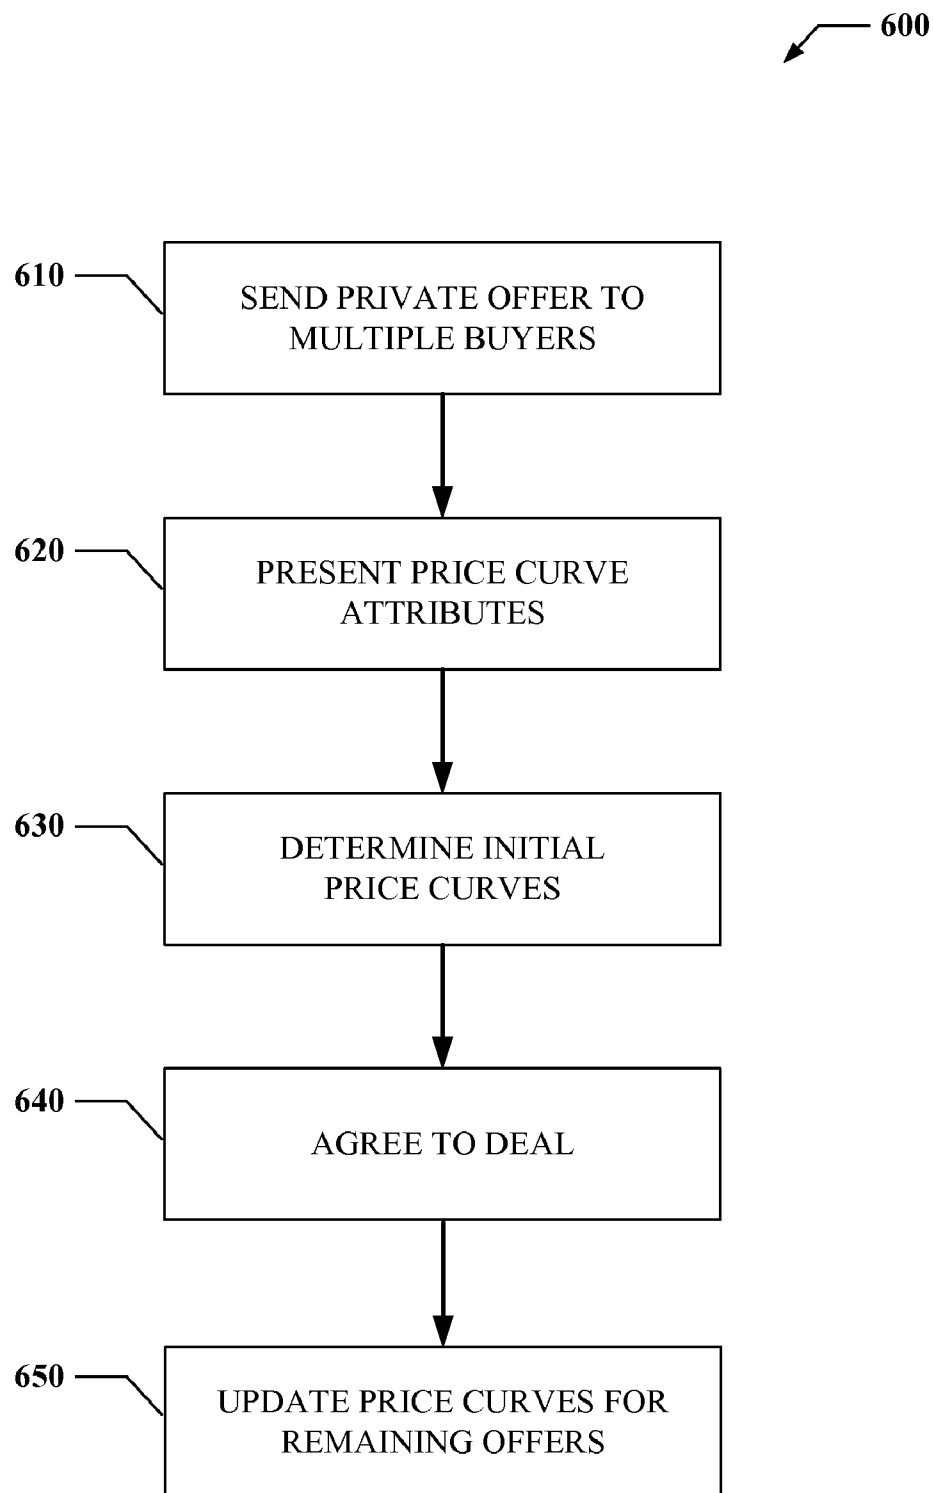 600
610
SEND PRIVATE OFFER TO
MULTIPLE BUYERS
620
PRESENT PRICE CURVE
ATTRIBUTES
630
DETERMINE INITIAL
PRICE CURVES
640
AGREE TO DEAL
650
UPDATE PRICE CURVES FOR
REMAINING OFFERS